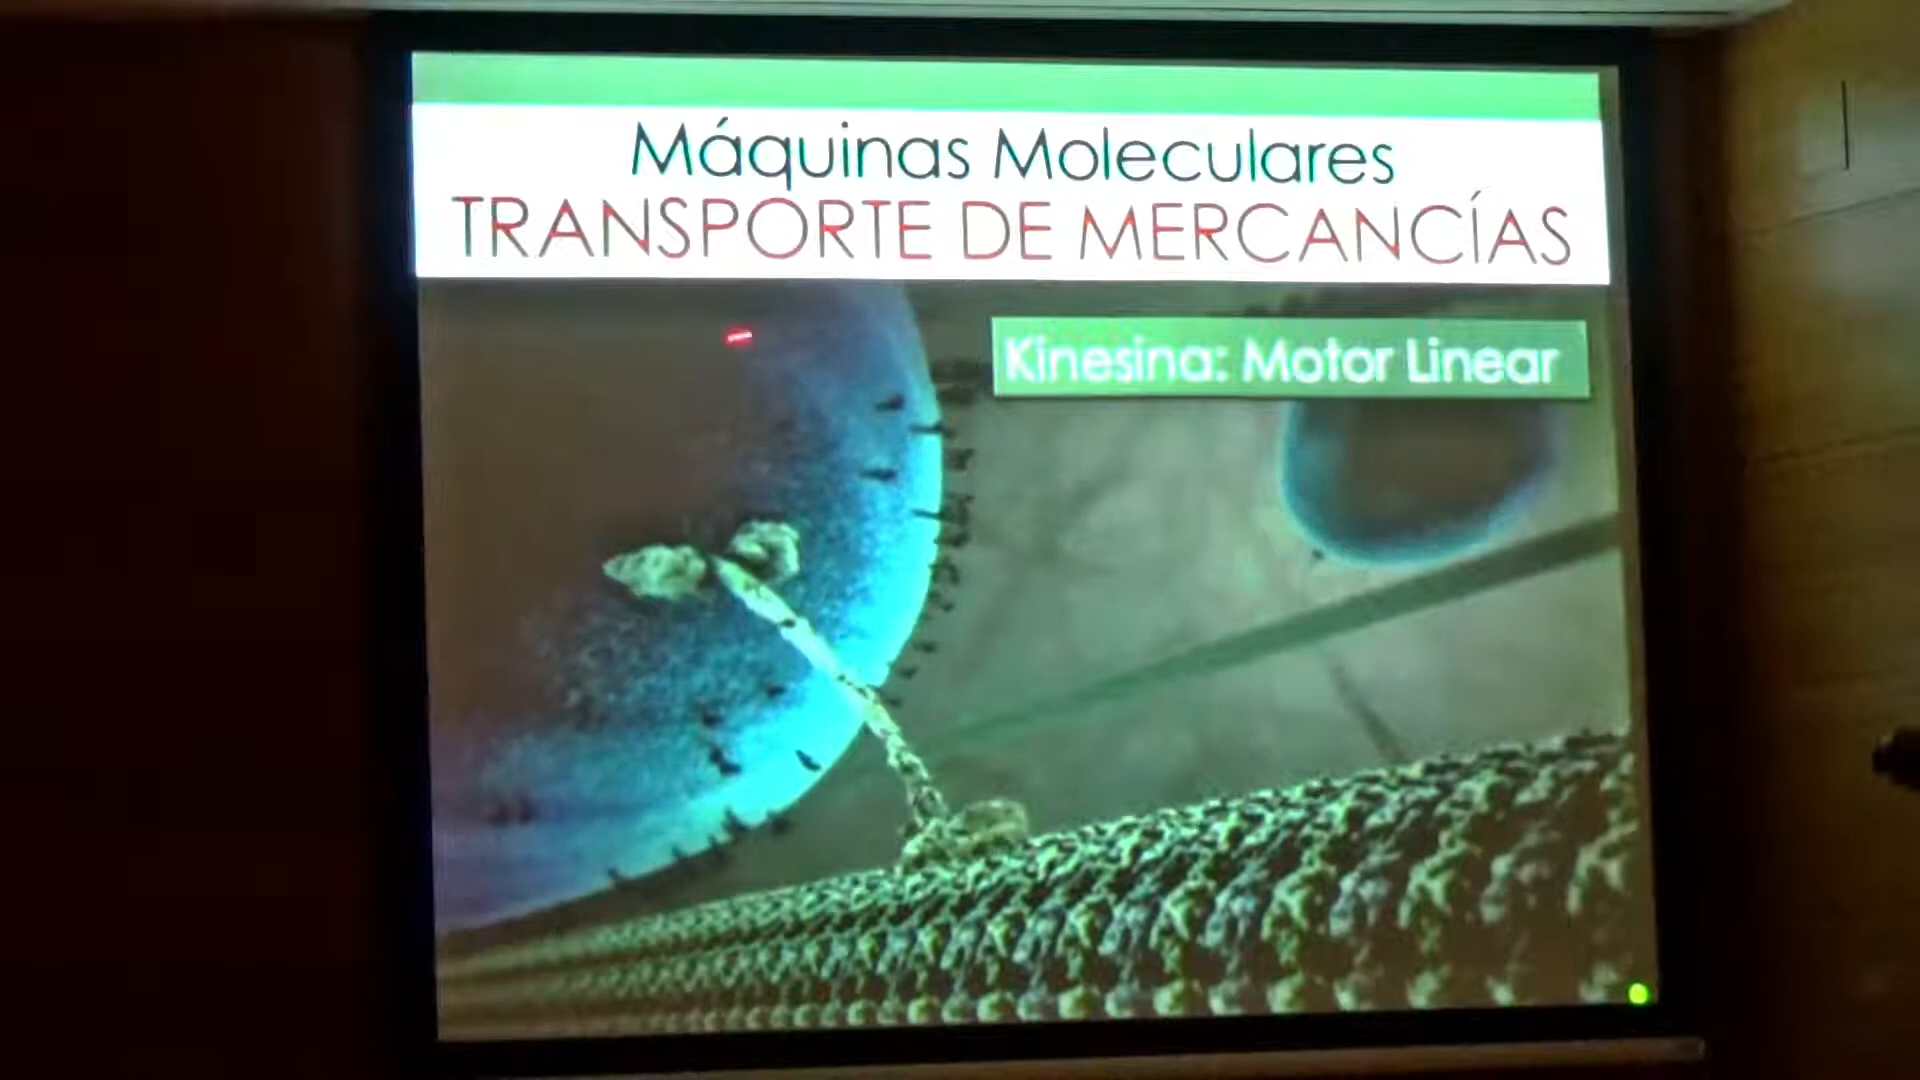 Máquinas Moleculares
TRANSPORTE DE MERCANCÍAS
Kinesina: Motor Linear